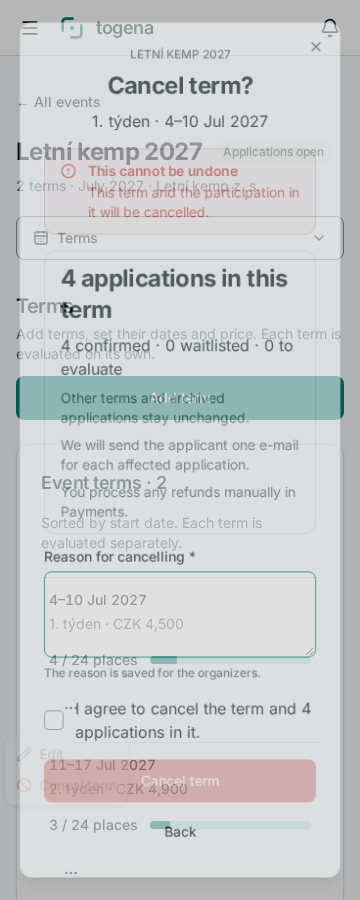 togena
LETNÍ KEMP 2027
Cancel term?
1. týden · 4–10 Jul 2027
← All events
Letní kemp 2027
Applications open
2 terms · July 2027 · Letní kemp z. s.
This cannot be undone
This term and the participation in
it will be cancelled.
Terms
4 applications in this
term
4 confirmed · 0 waitlisted · 0 to
evaluate
Other terms and archived
applications stay unchanged.
We will send the applicant one e-mail
for each affected application.
You process any refunds manually in
Payments.
Terms
Add terms, set their dates and price. Each term is
evaluated on its own.
Event terms · 2
Sorted by start date. Each term is
evaluated separately.
Reason for cancelling *
4–10 Jul 2027
1. týden · CZK 4,500
4 / 24 places
The reason is saved for the organizers.
...
I agree to cancel the term and 4
applications in it.
Edit
Cancel term
11–17 Jul 2027
2. týden · CZK 4,900
Cancel term
3 / 24 places
Back
...